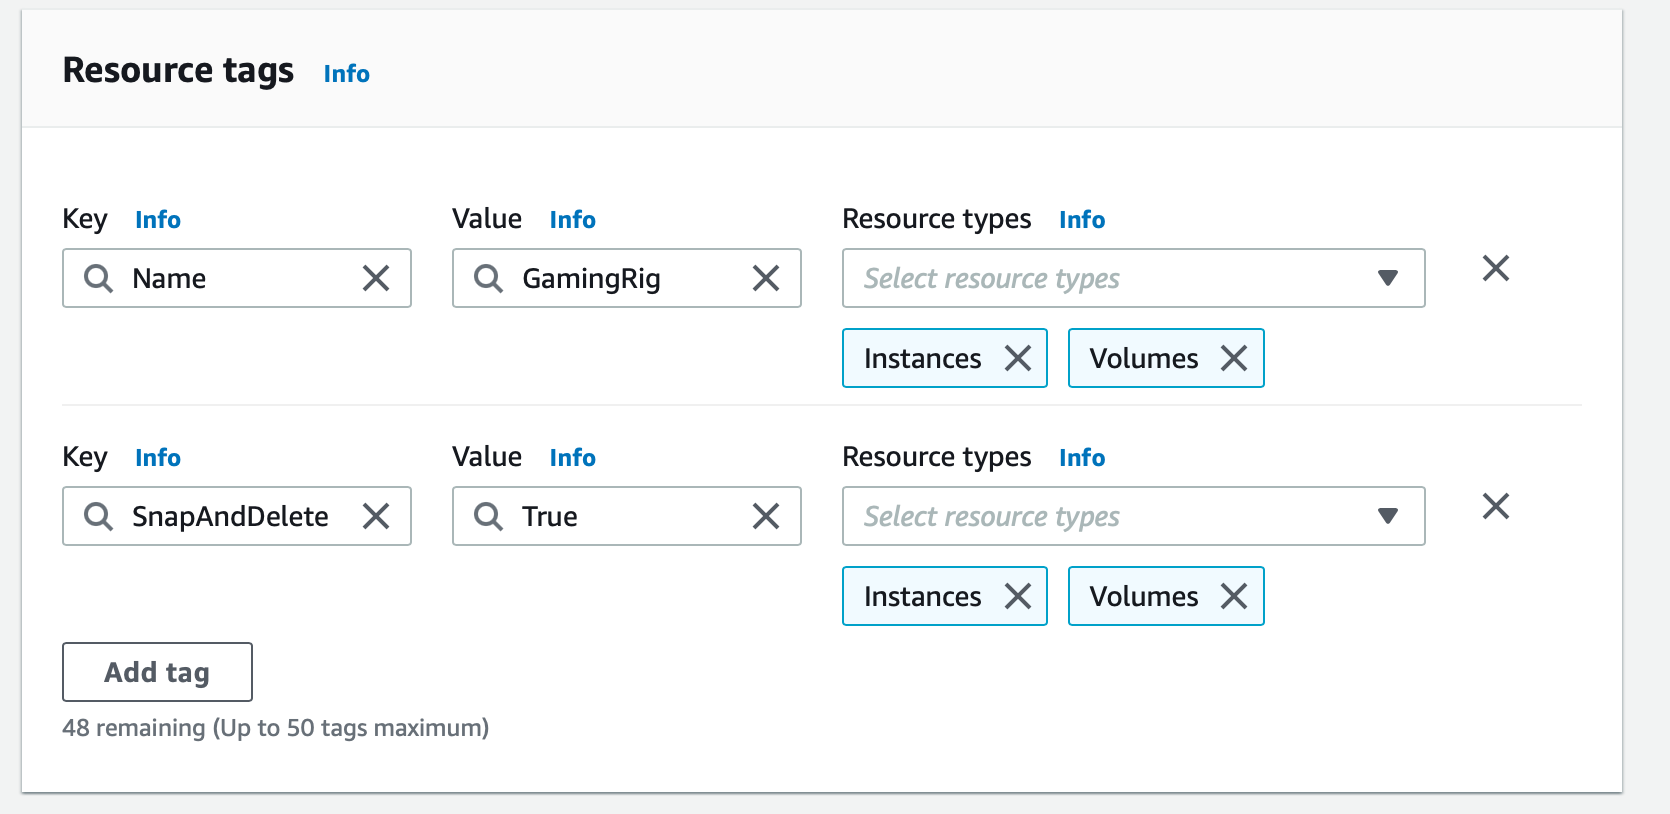 Resource tags Info
Key Info Value Info Resource types Info
Name GamingRig Select resource types
Instances Volumes
Key Info Value Info Resource types Info
SnapAndDelete True Select resource types
Instances Volumes
Add tag
48 remaining (Up to 50 tags maximum)